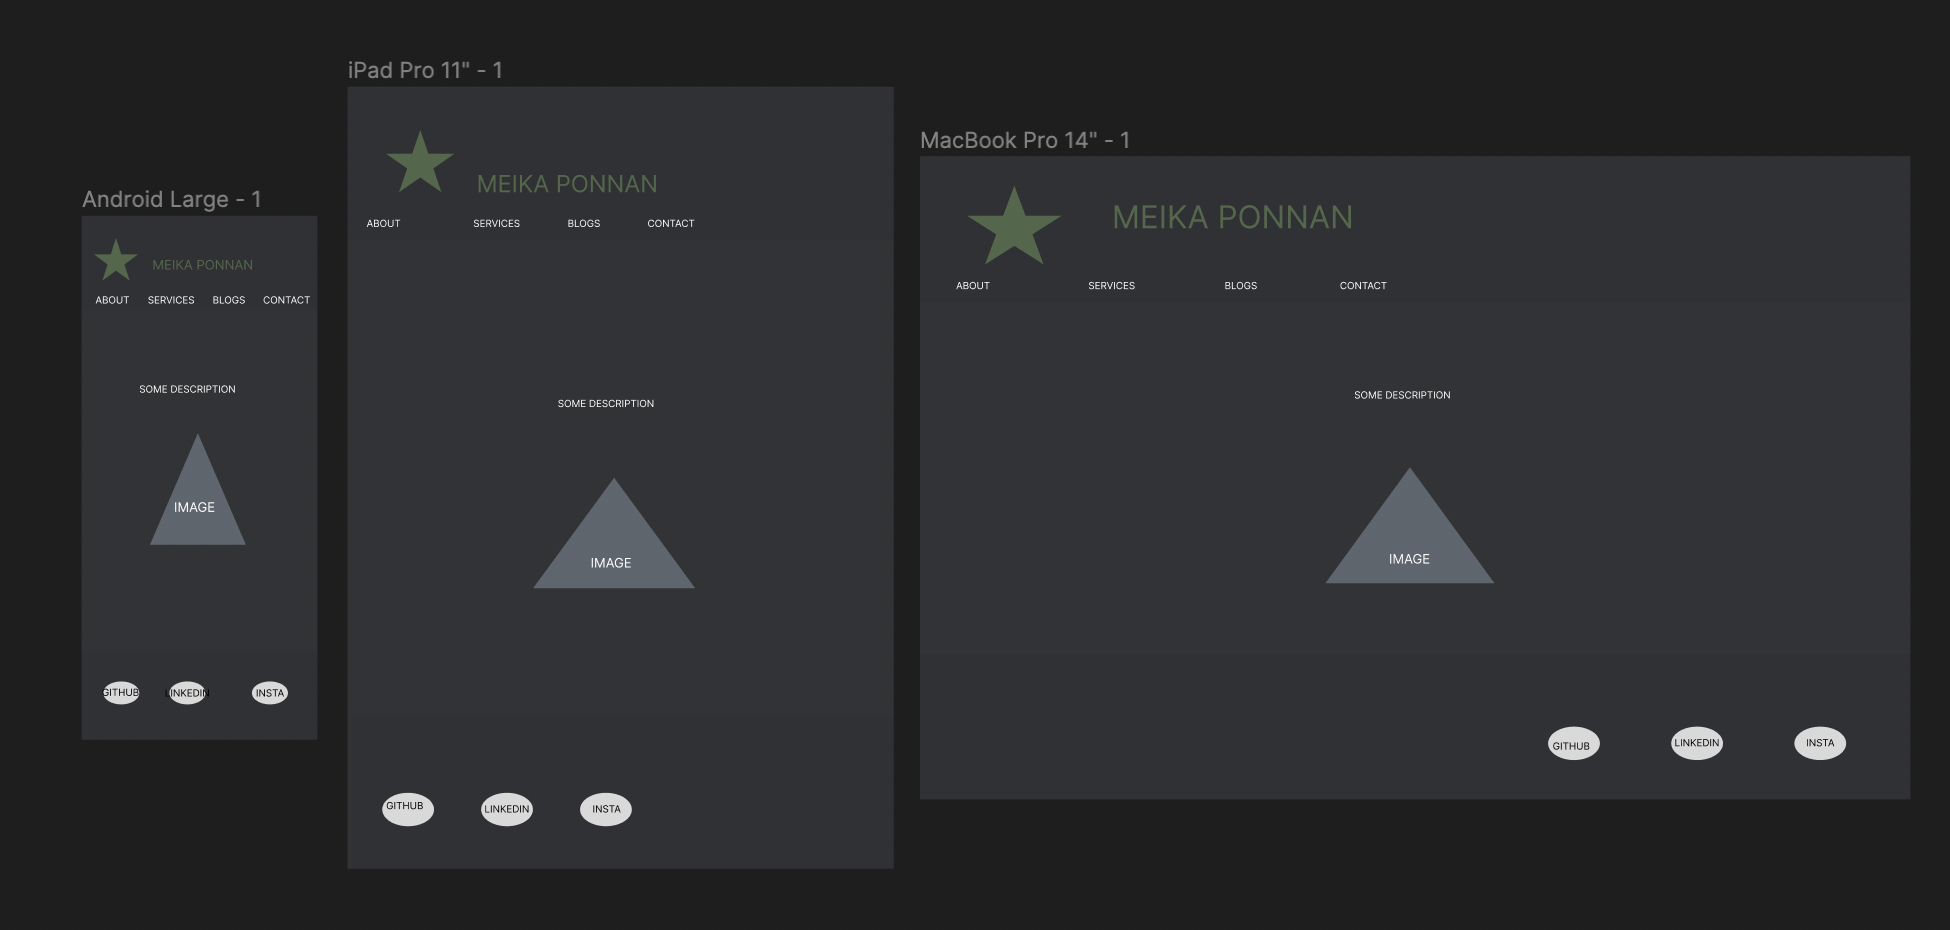 Android Large - 1
MEIKA PONNAN
ABOUT SERVICES BLOGS CONTACT
SOME DESCRIPTION
IMAGE
GITHUB LINKEDIN INSTA
iPad Pro 11" - 1
MEIKA PONNAN
ABOUT SERVICES BLOGS CONTACT
SOME DESCRIPTION
IMAGE
GITHUB LINKEDIN INSTA
MacBook Pro 14" - 1
MEIKA PONNAN
ABOUT SERVICES BLOGS CONTACT
SOME DESCRIPTION
IMAGE
GITHUB LINKEDIN INSTA